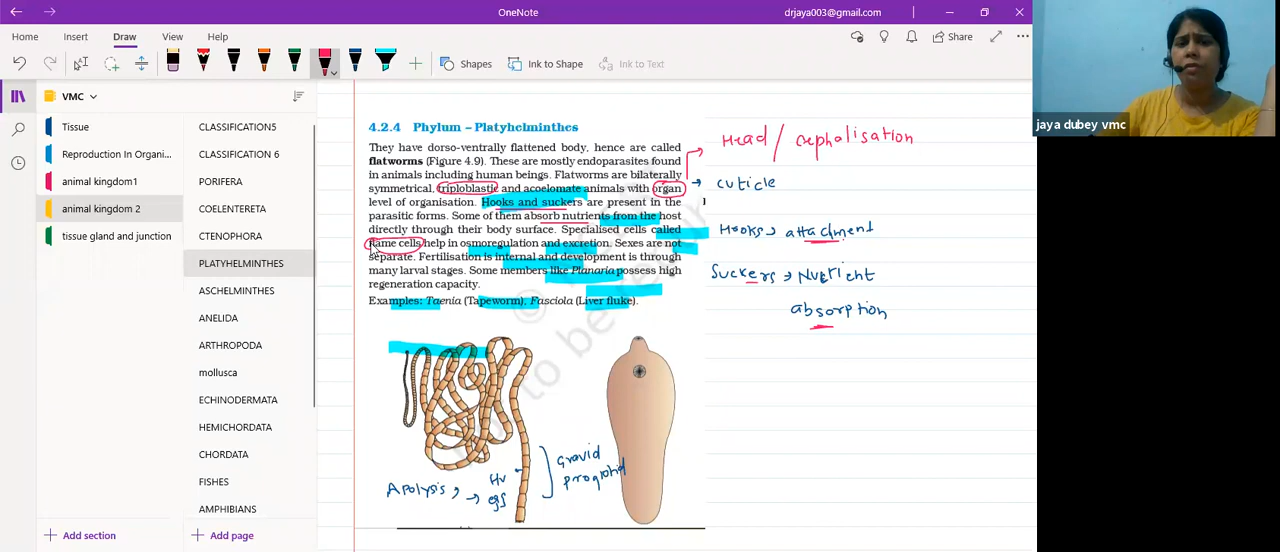 OneNote
drjaya003@gmail.com
Home Insert Draw View Help
Share
Shapes
Ink to Shape
Ink to Text
VMC
Tissue
Reproduction In Organi...
animal kingdom1
animal kingdom 2
tissue gland and junction
Add section
CLASSIFICATION5
CLASSIFICATION 6
PORIFERA
COELENTERETA
CTENOPHORA
PLATYHELMINTHES
ASCHELMINTHES
ANELIDA
ARTHROPODA
mollusca
ECHINODERMATA
HEMICHORDATA
CHORDATA
FISHES
AMPHIBIANS
Add page
4.2.4 Phylum – Platyhelminthes
They have dorso-ventrally flattened body, hence are called
flatworms (Figure 4.9). These are mostly endoparasites found
in animals including human beings. Flatworms are bilaterally
symmetrical, triploblastic and acoelomate animals with organ
level of organisation. Hooks and suckers are present in the
parasitic forms. Some of them absorb nutrients from the host
directly through their body surface. Specialised cells called
flame cells help in osmoregulation and excretion. Sexes are not
separate. Fertilisation is internal and development is through
many larval stages. Some members like Planaria possess high
regeneration capacity.
Examples: Taenia (Tapeworm), Fasciola (Liver fluke).
Head / cephalisation
cuticle
Hooks attachment
Suckers Nutrient
absorption
Apolysis
Gravid
proglotid
to be
jaya dubey vmc